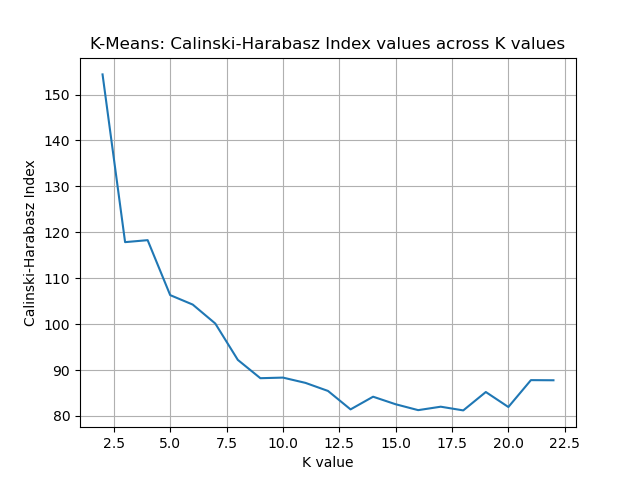 K-Means: Calinski-Harabasz Index values across K values
150
140
130
120
110
100
90
80
Calinski-Harabasz Index
2.5 5.0 7.5 10.0 12.5 15.0 17.5 20.0 22.5
K value